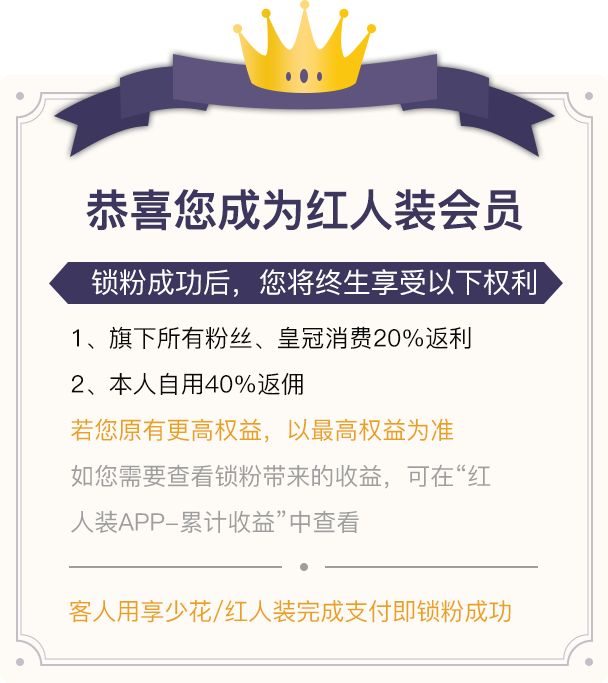 恭喜您成为红人装会员
锁粉成功后，您将终生享受以下权利
1、旗下所有粉丝、皇冠消费20%返利
2、本人自用40%返佣
若您原有更高权益，以最高权益为准
如您需要查看锁粉带来的收益，可在“红
人装APP-累计收益”中查看
客人用享少花/红人装完成支付即锁粉成功